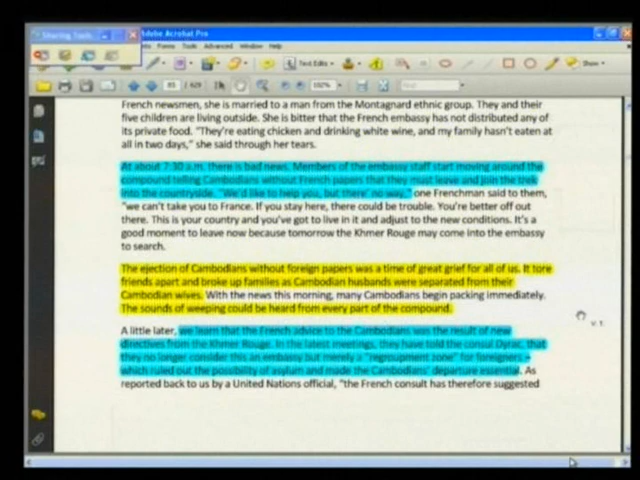 Sharing Tools
Adobe Acrobat Pro
Forms Tools Advanced Window Help
Text Edits
Show
85 / 629
100%
Find
French newsmen, she is married to a man from the Montagnard ethnic group. They and their
five children are living outside. She is bitter that the French embassy has not distributed any of
its private food. "They're eating chicken and drinking white wine, and my family hasn't eaten at
all in two days," she said through her tears.
At about 7:30 a.m. there is bad news. Members of the embassy staff start moving around the
compound telling Cambodians without French papers that they must leave and join the trek
into the countryside. "We'd like to help you, but there' no way," one Frenchman said to them,
"we can't take you to France. If you stay here, there could be trouble. You're better off out
there. This is your country and you've got to live in it and adjust to the new conditions. It's a
good moment to leave now because tomorrow the Khmer Rouge may come into the embassy
to search.
The ejection of Cambodians without foreign papers was a time of great grief for all of us. It tore
friends apart and broke up families as Cambodian husbands were separated from their
Cambodian wives. With the news this morning, many Cambodians begin packing immediately.
The sounds of weeping could be heard from every part of the compound.
A little later, we learn that the French advice to the Cambodians was the result of new
directives from the Khmer Rouge. In the latest meetings, they have told the consul Dyrac, that
they no longer consider this an embassy but merely a "regroupment zone" for foreigners –
which ruled out the possibility of asylum and made the Cambodians' departure essential. As
reported back to us by a United Nations official, "the French consult has therefore suggested